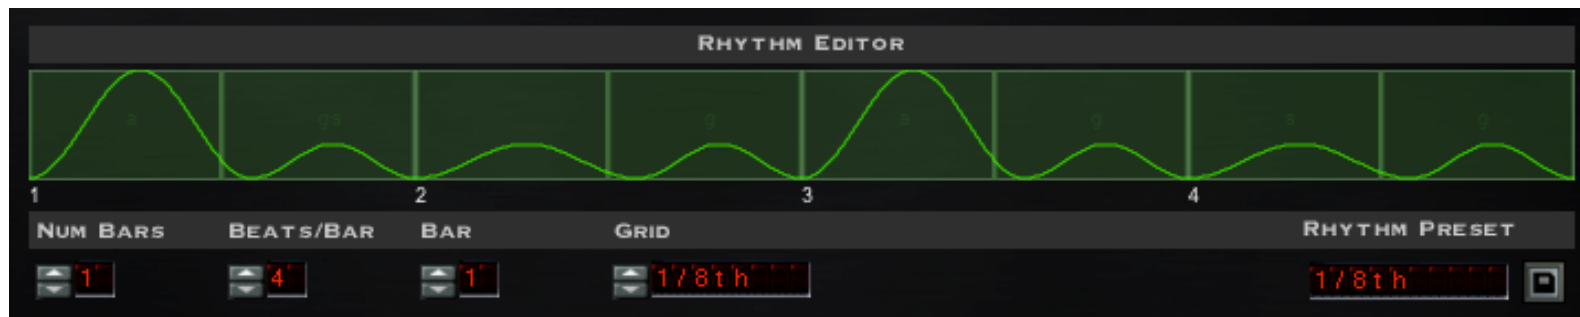 RHYTHM EDITOR
a gs g a g s g
1 2 3 4
NUM BARS BEATS/BAR BAR GRID RHYTHM PRESET
1 4 1 1/8th 1/8th